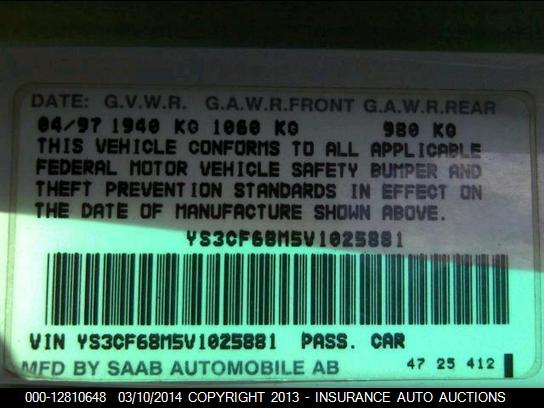 DATE: G.V.W.R. G.A.W.R.FRONT G.A.W.R.REAR
04/97 1940 KG 1060 KG 980 KG
THIS VEHICLE CONFORMS TO ALL APPLICABLE
FEDERAL MOTOR VEHICLE SAFETY BUMPER AND
THEFT PREVENTION STANDARDS IN EFFECT ON
THE DATE OF MANUFACTURE SHOWN ABOVE.
YS3CF68M5V1025881
VIN YS3CF68M5V1025881 PASS. CAR
MFD BY SAAB AUTOMOBILE AB 47 25 412
000-12810648 03/10/2014 COPYRIGHT 2013 - INSURANCE AUTO AUCTIONS